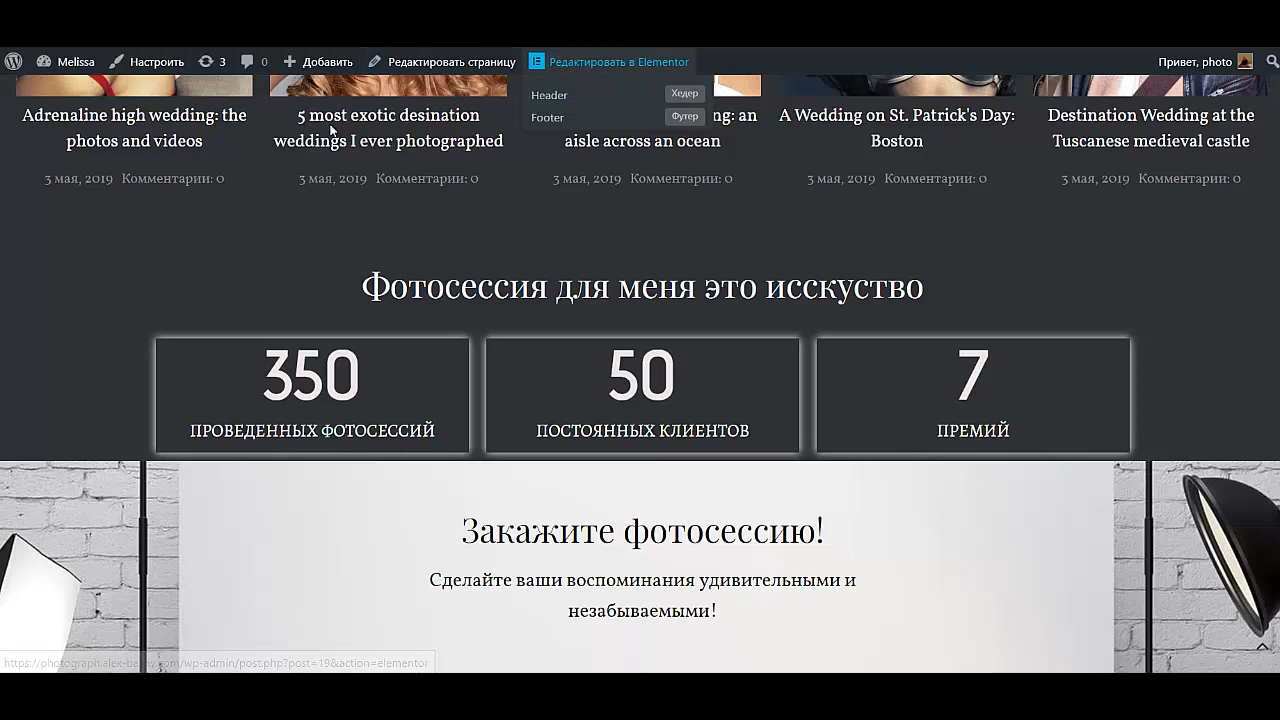 Melissa Настроить 3 0 Добавить Редактировать страницу Редактировать в Elementor Привет, photo
Header Хедер
Footer Футер
Adrenaline high wedding: the
photos and videos
3 мая, 2019 Комментарии: 0
5 most exotic desination
weddings I ever photographed
3 мая, 2019 Комментарии: 0
ng: an
aisle across an ocean
3 мая, 2019 Комментарии: 0
A Wedding on St. Patrick's Day:
Boston
3 мая, 2019 Комментарии: 0
Destination Wedding at the
Tuscanese medieval castle
3 мая, 2019 Комментарии: 0
Фотосессия для меня это исскуство
350
ПРОВЕДЕННЫХ ФОТОСЕССИЙ
50
ПОСТОЯННЫХ КЛИЕНТОВ
7
ПРЕМИЙ
Закажите фотосессию!
Сделайте ваши воспоминания удивительными и
незабываемыми!